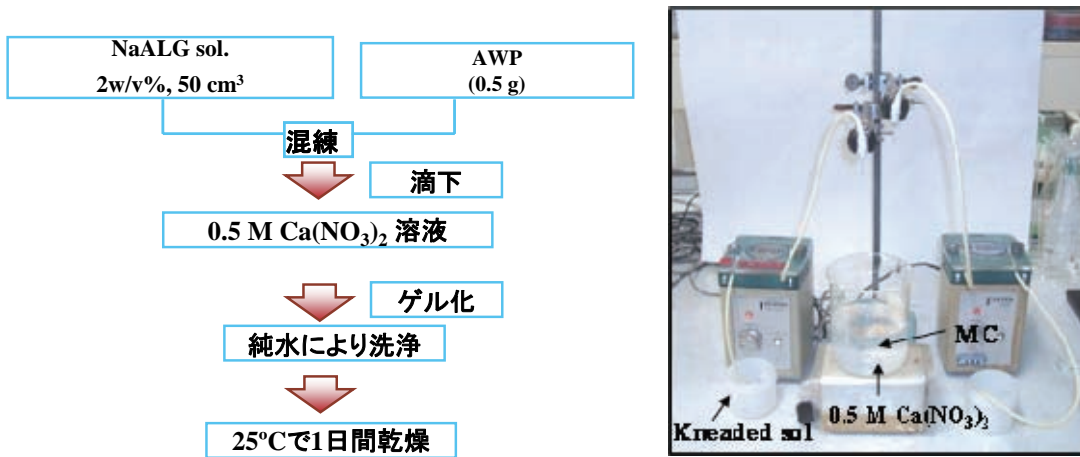 NaALG sol.
2w/v%, 50 cm³
AWP
(0.5 g)
混練
滴下
0.5 M Ca(NO₃)₂ 溶液
ゲル化
純水により洗浄
25ºCで1日間乾燥
MC
0.5 M Ca(NO₃)₂
Kneaded sol